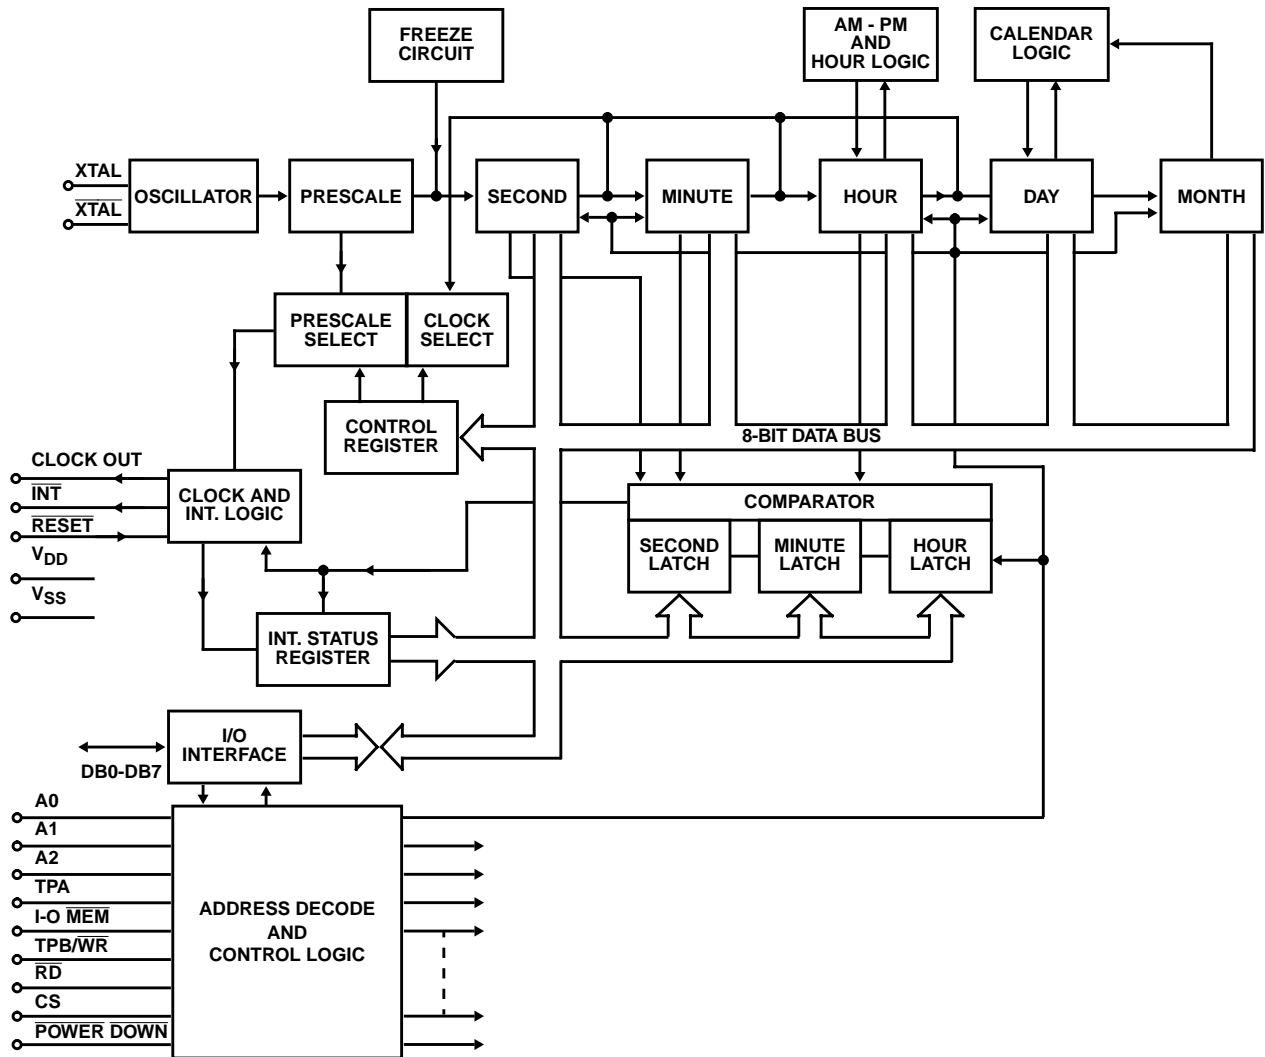 FREEZE
CIRCUIT
AM - PM
AND
HOUR LOGIC
CALENDAR
LOGIC
XTAL
XTAL
OSCILLATOR
PRESCALE
SECOND
MINUTE
HOUR
DAY
MONTH
PRESCALE
SELECT
CLOCK
SELECT
CONTROL
REGISTER
8-BIT DATA BUS
CLOCK OUT
INT
RESET
VDD
VSS
CLOCK AND
INT. LOGIC
COMPARATOR
SECOND
LATCH
MINUTE
LATCH
HOUR
LATCH
INT. STATUS
REGISTER
I/O
INTERFACE
DB0-DB7
A0
A1
A2
TPA
I-O MEM
TPB/WR
RD
CS
POWER DOWN
ADDRESS DECODE
AND
CONTROL LOGIC